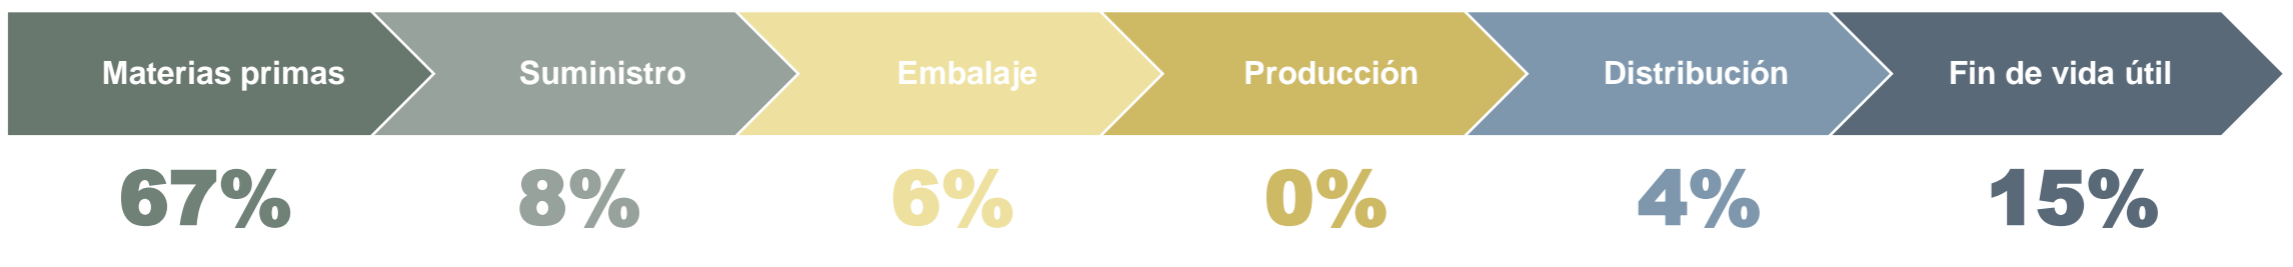 Materias primas Suministro Embalaje Producción Distribución Fin de vida útil
67% 8% 6% 0% 4% 15%